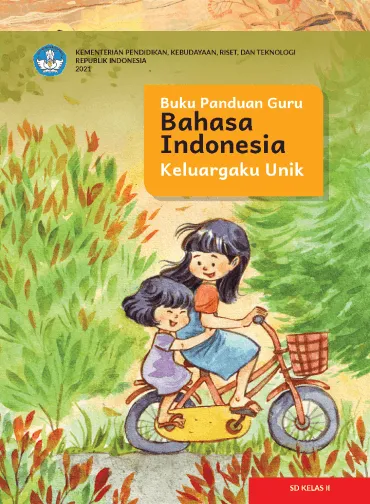 KEMENTERIAN PENDIDIKAN, KEBUDAYAAN, RISET, DAN TEKNOLOGI
REPUBLIK INDONESIA
2021
Buku Panduan Guru
Bahasa
Indonesia
Keluargaku Unik
SD KELAS II